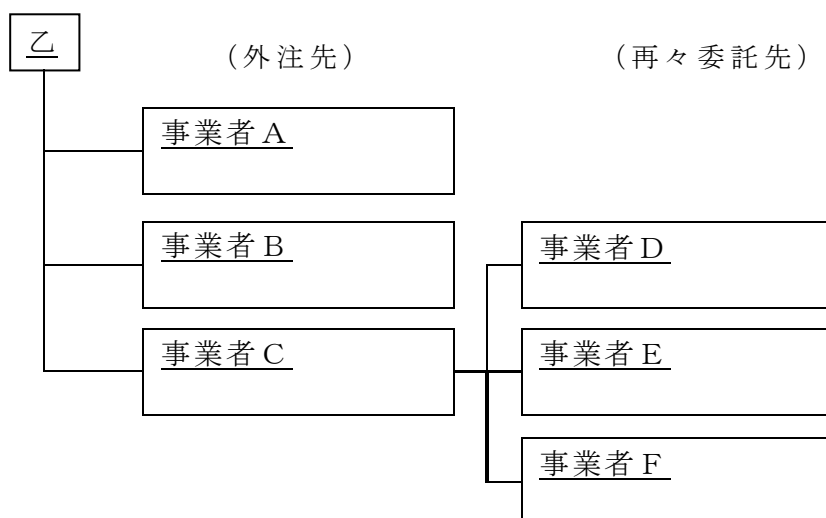 乙
（外注先）
（再々委託先）
事業者Ａ
事業者Ｂ
事業者Ｄ
事業者Ｃ
事業者Ｅ
事業者Ｆ